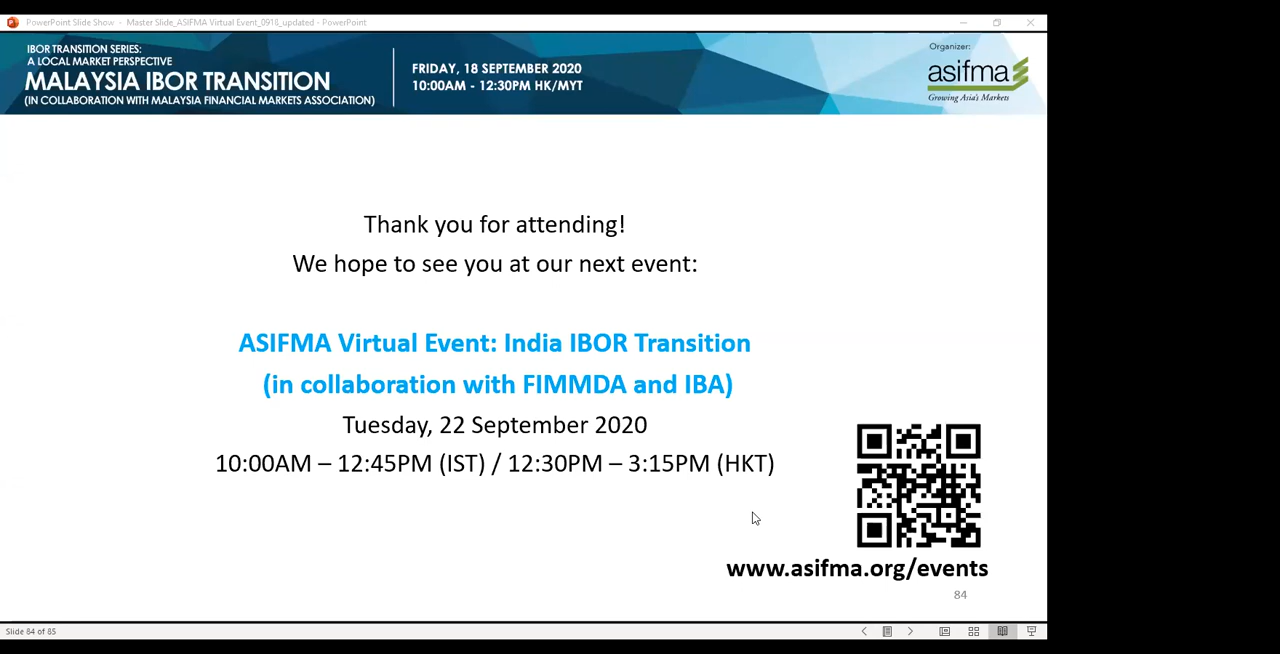 PowerPoint Slide Show - Master Slide_ASIFMA Virtual Event_0918_updated - PowerPoint
IBOR TRANSITION SERIES:
A LOCAL MARKET PERSPECTIVE
MALAYSIA IBOR TRANSITION
(IN COLLABORATION WITH MALAYSIA FINANCIAL MARKETS ASSOCIATION)
FRIDAY, 18 SEPTEMBER 2020
10:00AM - 12:30PM HK/MYT
Organizer:
asifma
Growing Asia's Markets
Thank you for attending!
We hope to see you at our next event:
ASIFMA Virtual Event: India IBOR Transition
(in collaboration with FIMMDA and IBA)
Tuesday, 22 September 2020
10:00AM – 12:45PM (IST) / 12:30PM – 3:15PM (HKT)
www.asifma.org/events
84
Slide 84 of 85